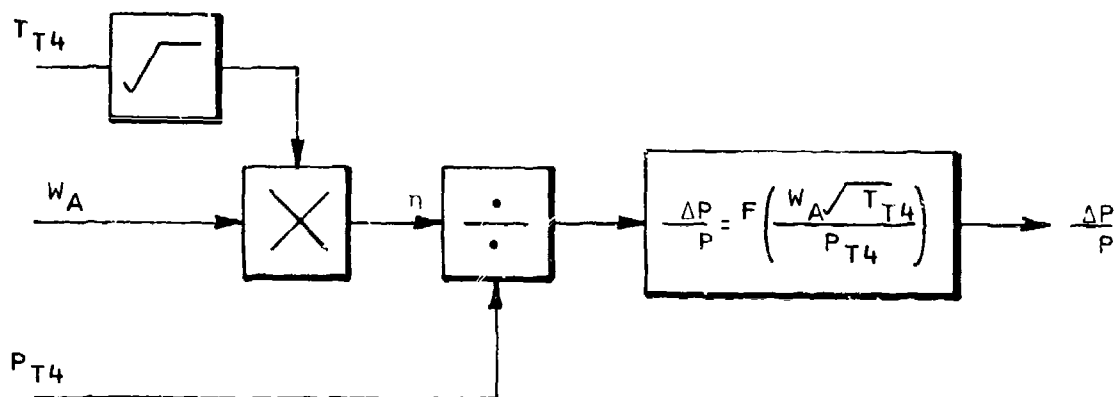 T_T4
√
W_A
×
n
÷
ΔP/P = F(W_A√T_T4/P_T4)
ΔP/P
P_T4